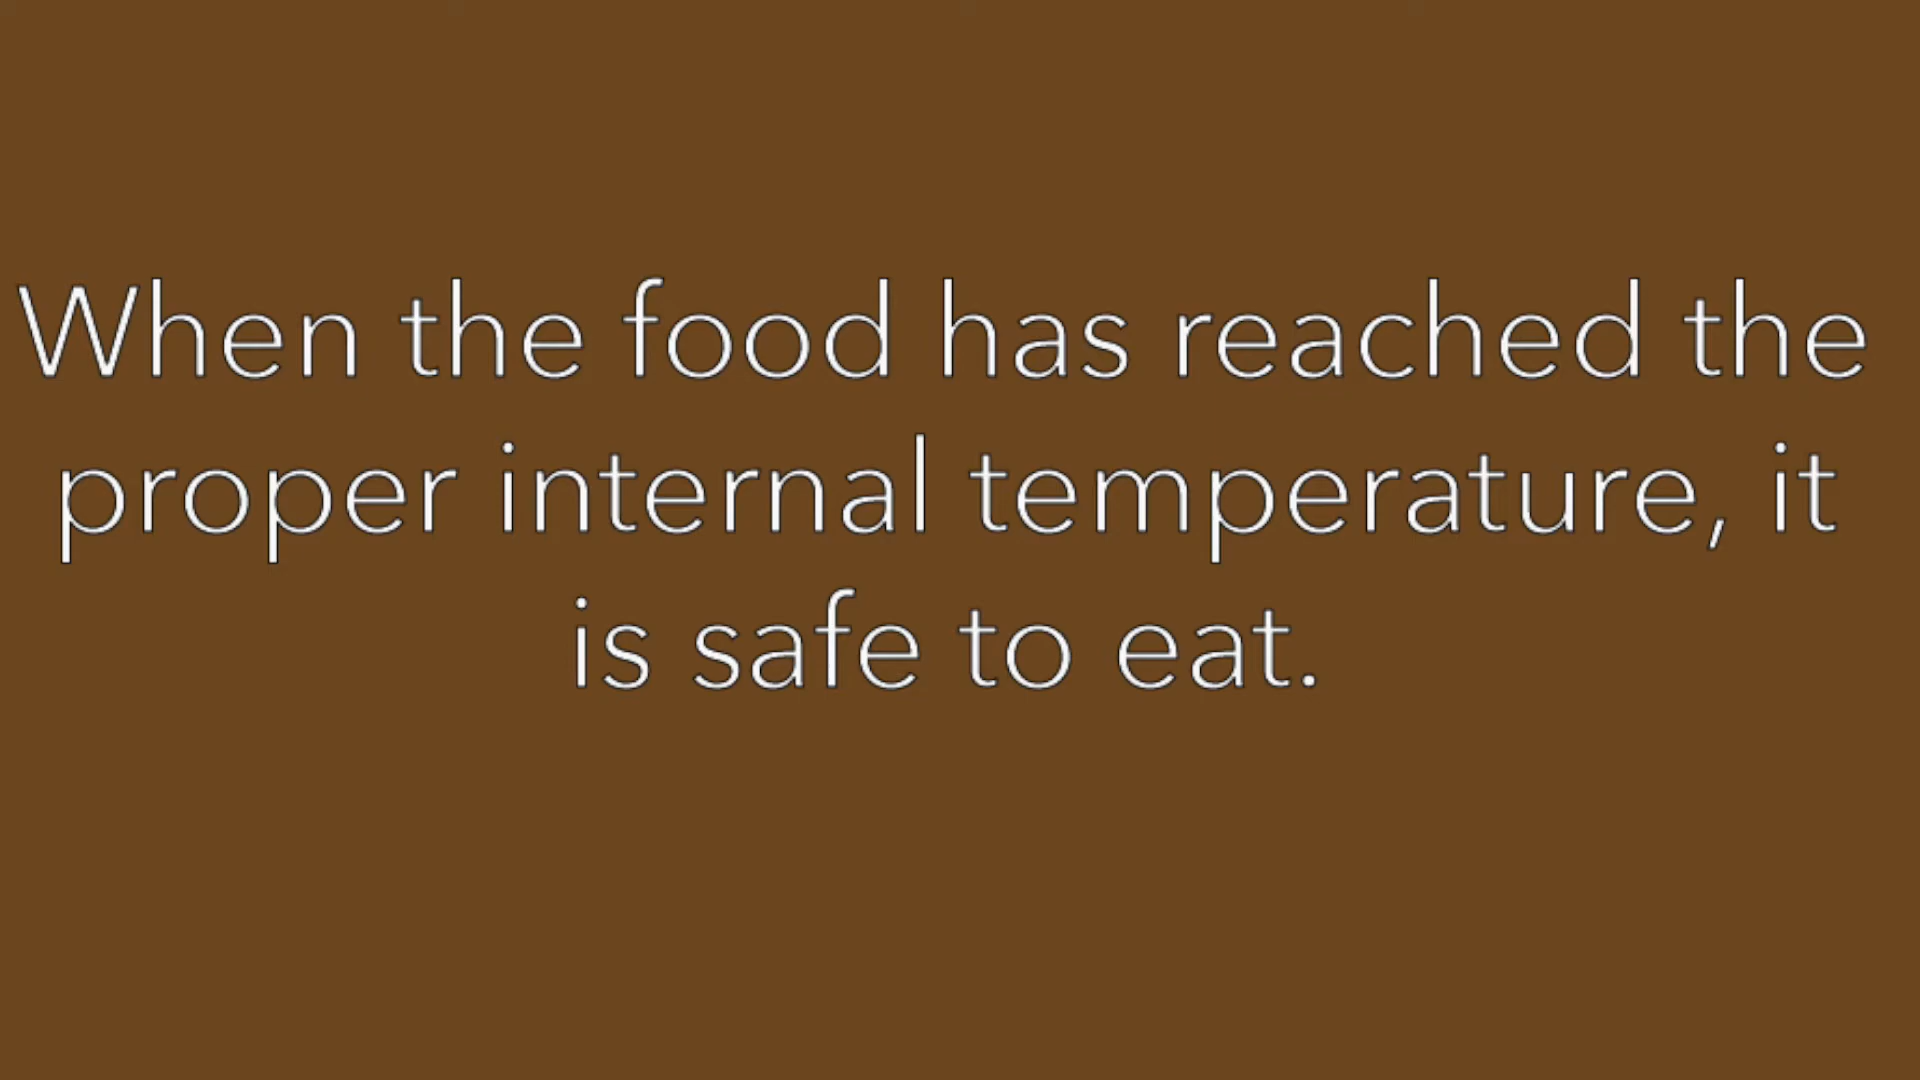 When the food has reached the
proper internal temperature, it
is safe to eat.